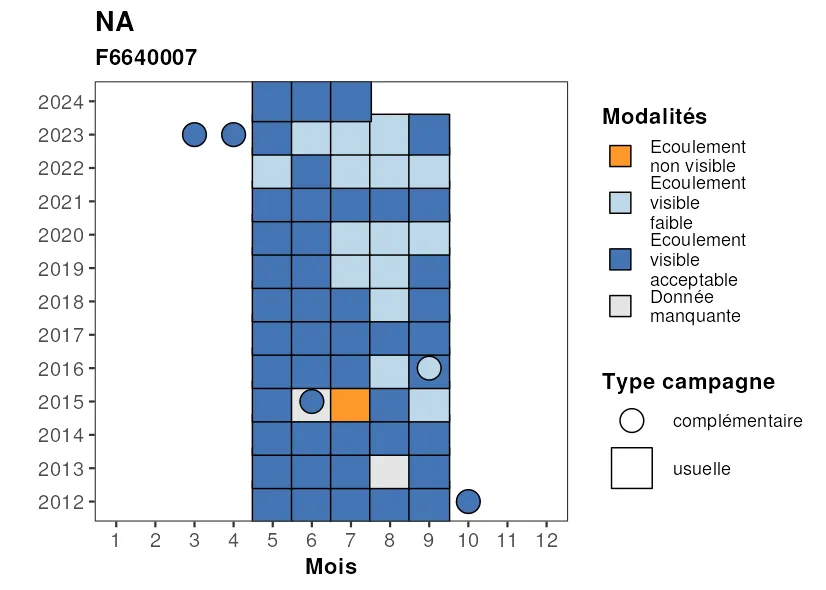 NA
F6640007
2024
2023
2022
2021
2020
2019
2018
2017
2016
2015
2014
2013
2012
1 2 3 4 5 6 7 8 9 10 11 12
Mois
Modalités
Ecoulement
non visible
Ecoulement
visible
faible
Ecoulement
visible
acceptable
Donnée
manquante
Type campagne
complémentaire
usuelle